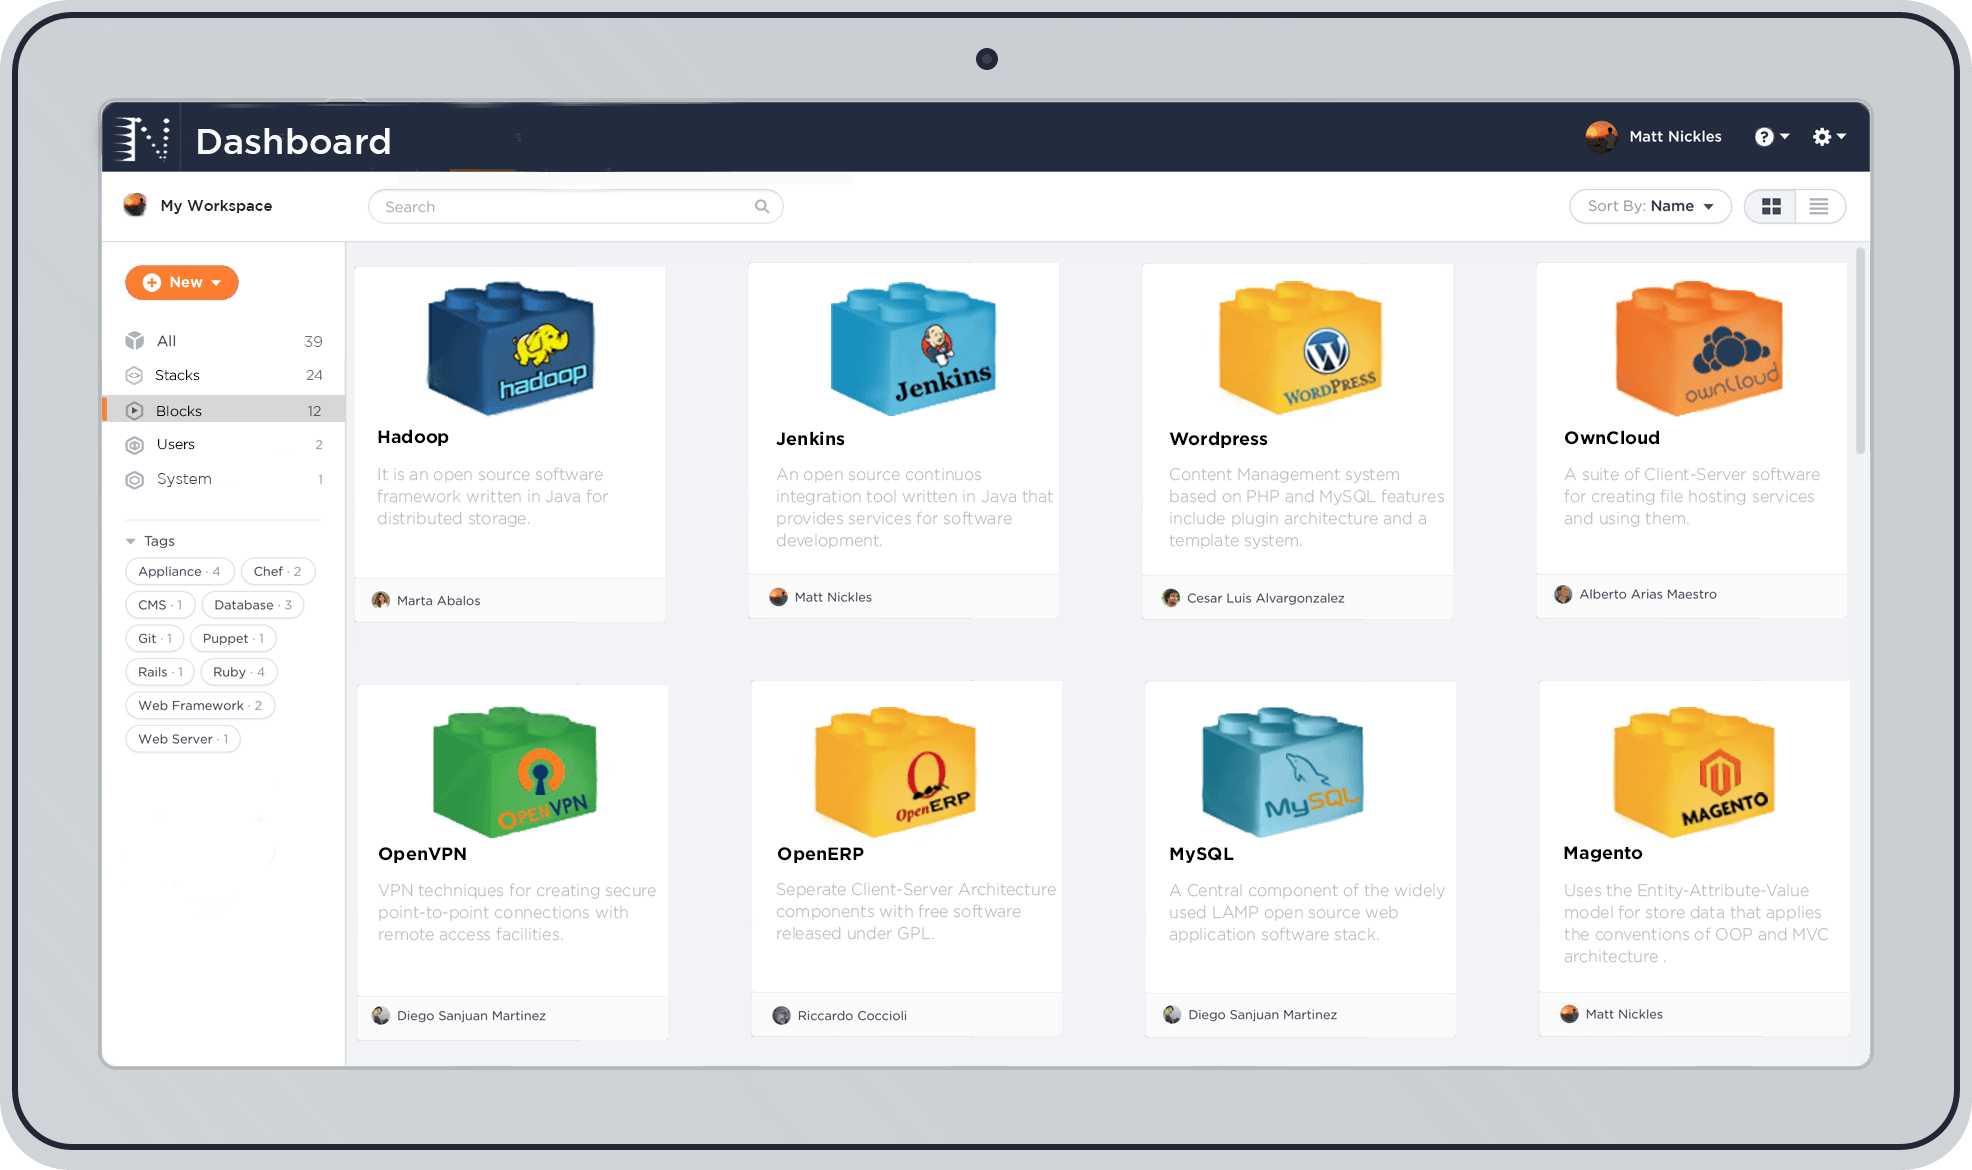 Dashboard
Matt Nickles
?
My Workspace
Search
Sort By: Name
New
All 39
Stacks 24
Blocks 12
Users 2
System 1
Tags
Appliance · 4 Chef · 2
CMS · 1 Database · 3
Git · 1 Puppet · 1
Rails · 1 Ruby · 4
Web Framework · 2
Web Server · 1
hadoop
Hadoop
It is an open source software
framework written in Java for
distributed storage.
Marta Abalos
Jenkins
Jenkins
An open source continuos
integration tool written in Java that
provides services for software
development.
Matt Nickles
W
WORDPRESS
Wordpress
Content Management system
based on PHP and MySQL features
include plugin architecture and a
template system.
Cesar Luis Alvargonzalez
ownCloud
OwnCloud
A suite of Client-Server software
for creating file hosting services
and using them.
Alberto Arias Maestro
OPENVPN
OpenVPN
VPN techniques for creating secure
point-to-point connections with
remote access facilities.
Diego Sanjuan Martinez
OpenERP
OpenERP
Seperate Client-Server Architecture
components with free software
released under GPL.
Riccardo Coccioli
MySQL
MySQL
A Central component of the widely
used LAMP open source web
application software stack.
Diego Sanjuan Martinez
MAGENTO
Magento
Uses the Entity-Attribute-Value
model for store data that applies
the conventions of OOP and MVC
architecture .
Matt Nickles